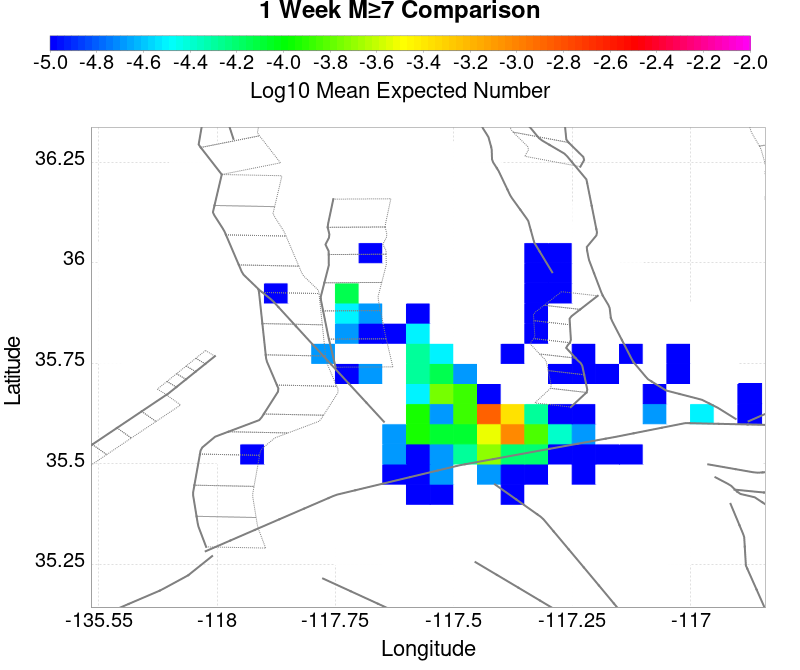 1 Week M≥7 Comparison
-5.0 -4.8 -4.6 -4.4 -4.2 -4.0 -3.8 -3.6 -3.4 -3.2 -3.0 -2.8 -2.6 -2.4 -2.2 -2.0
Log10 Mean Expected Number
36.25
36
35.75
35.5
35.25
Latitude
-135.55 -118 -117.75 -117.5 -117.25 -117
Longitude